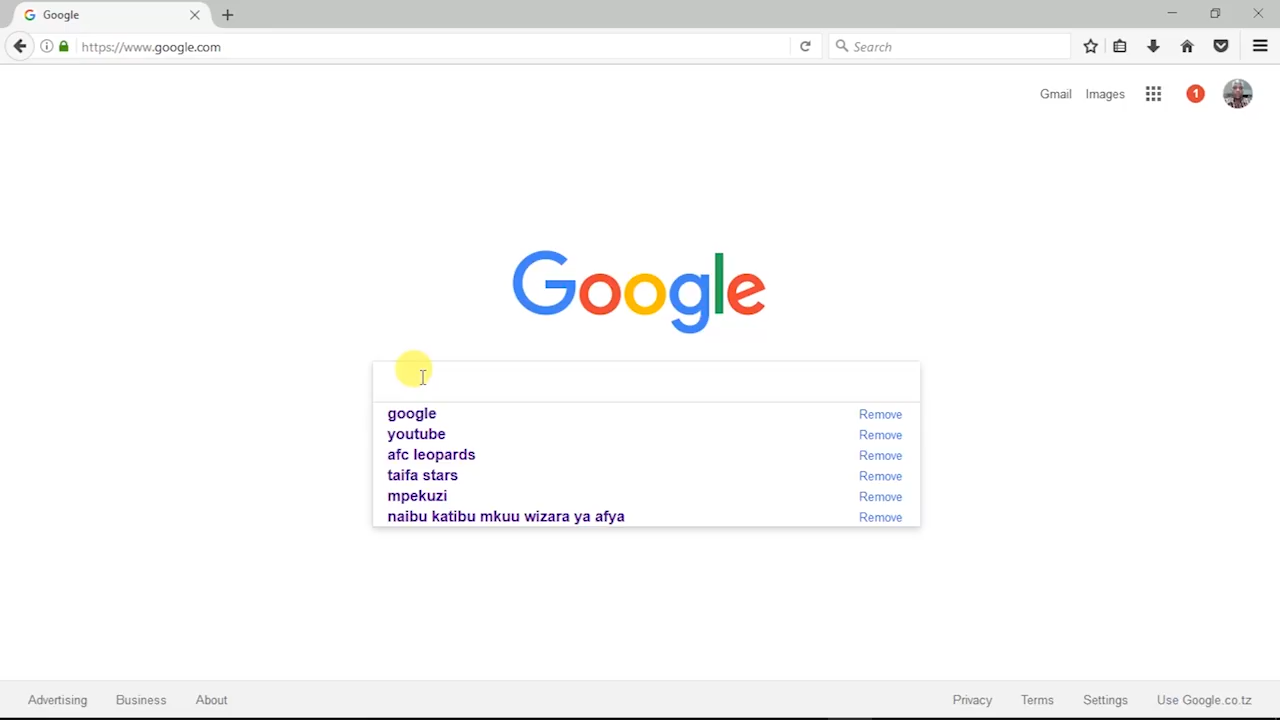 Google
https://www.google.com
Search
Gmail Images 1
Google
google Remove
youtube Remove
afc leopards Remove
taifa stars Remove
mpekuzi Remove
naibu katibu mkuu wizara ya afya Remove
Advertising Business About Privacy Terms Settings Use Google.co.tz